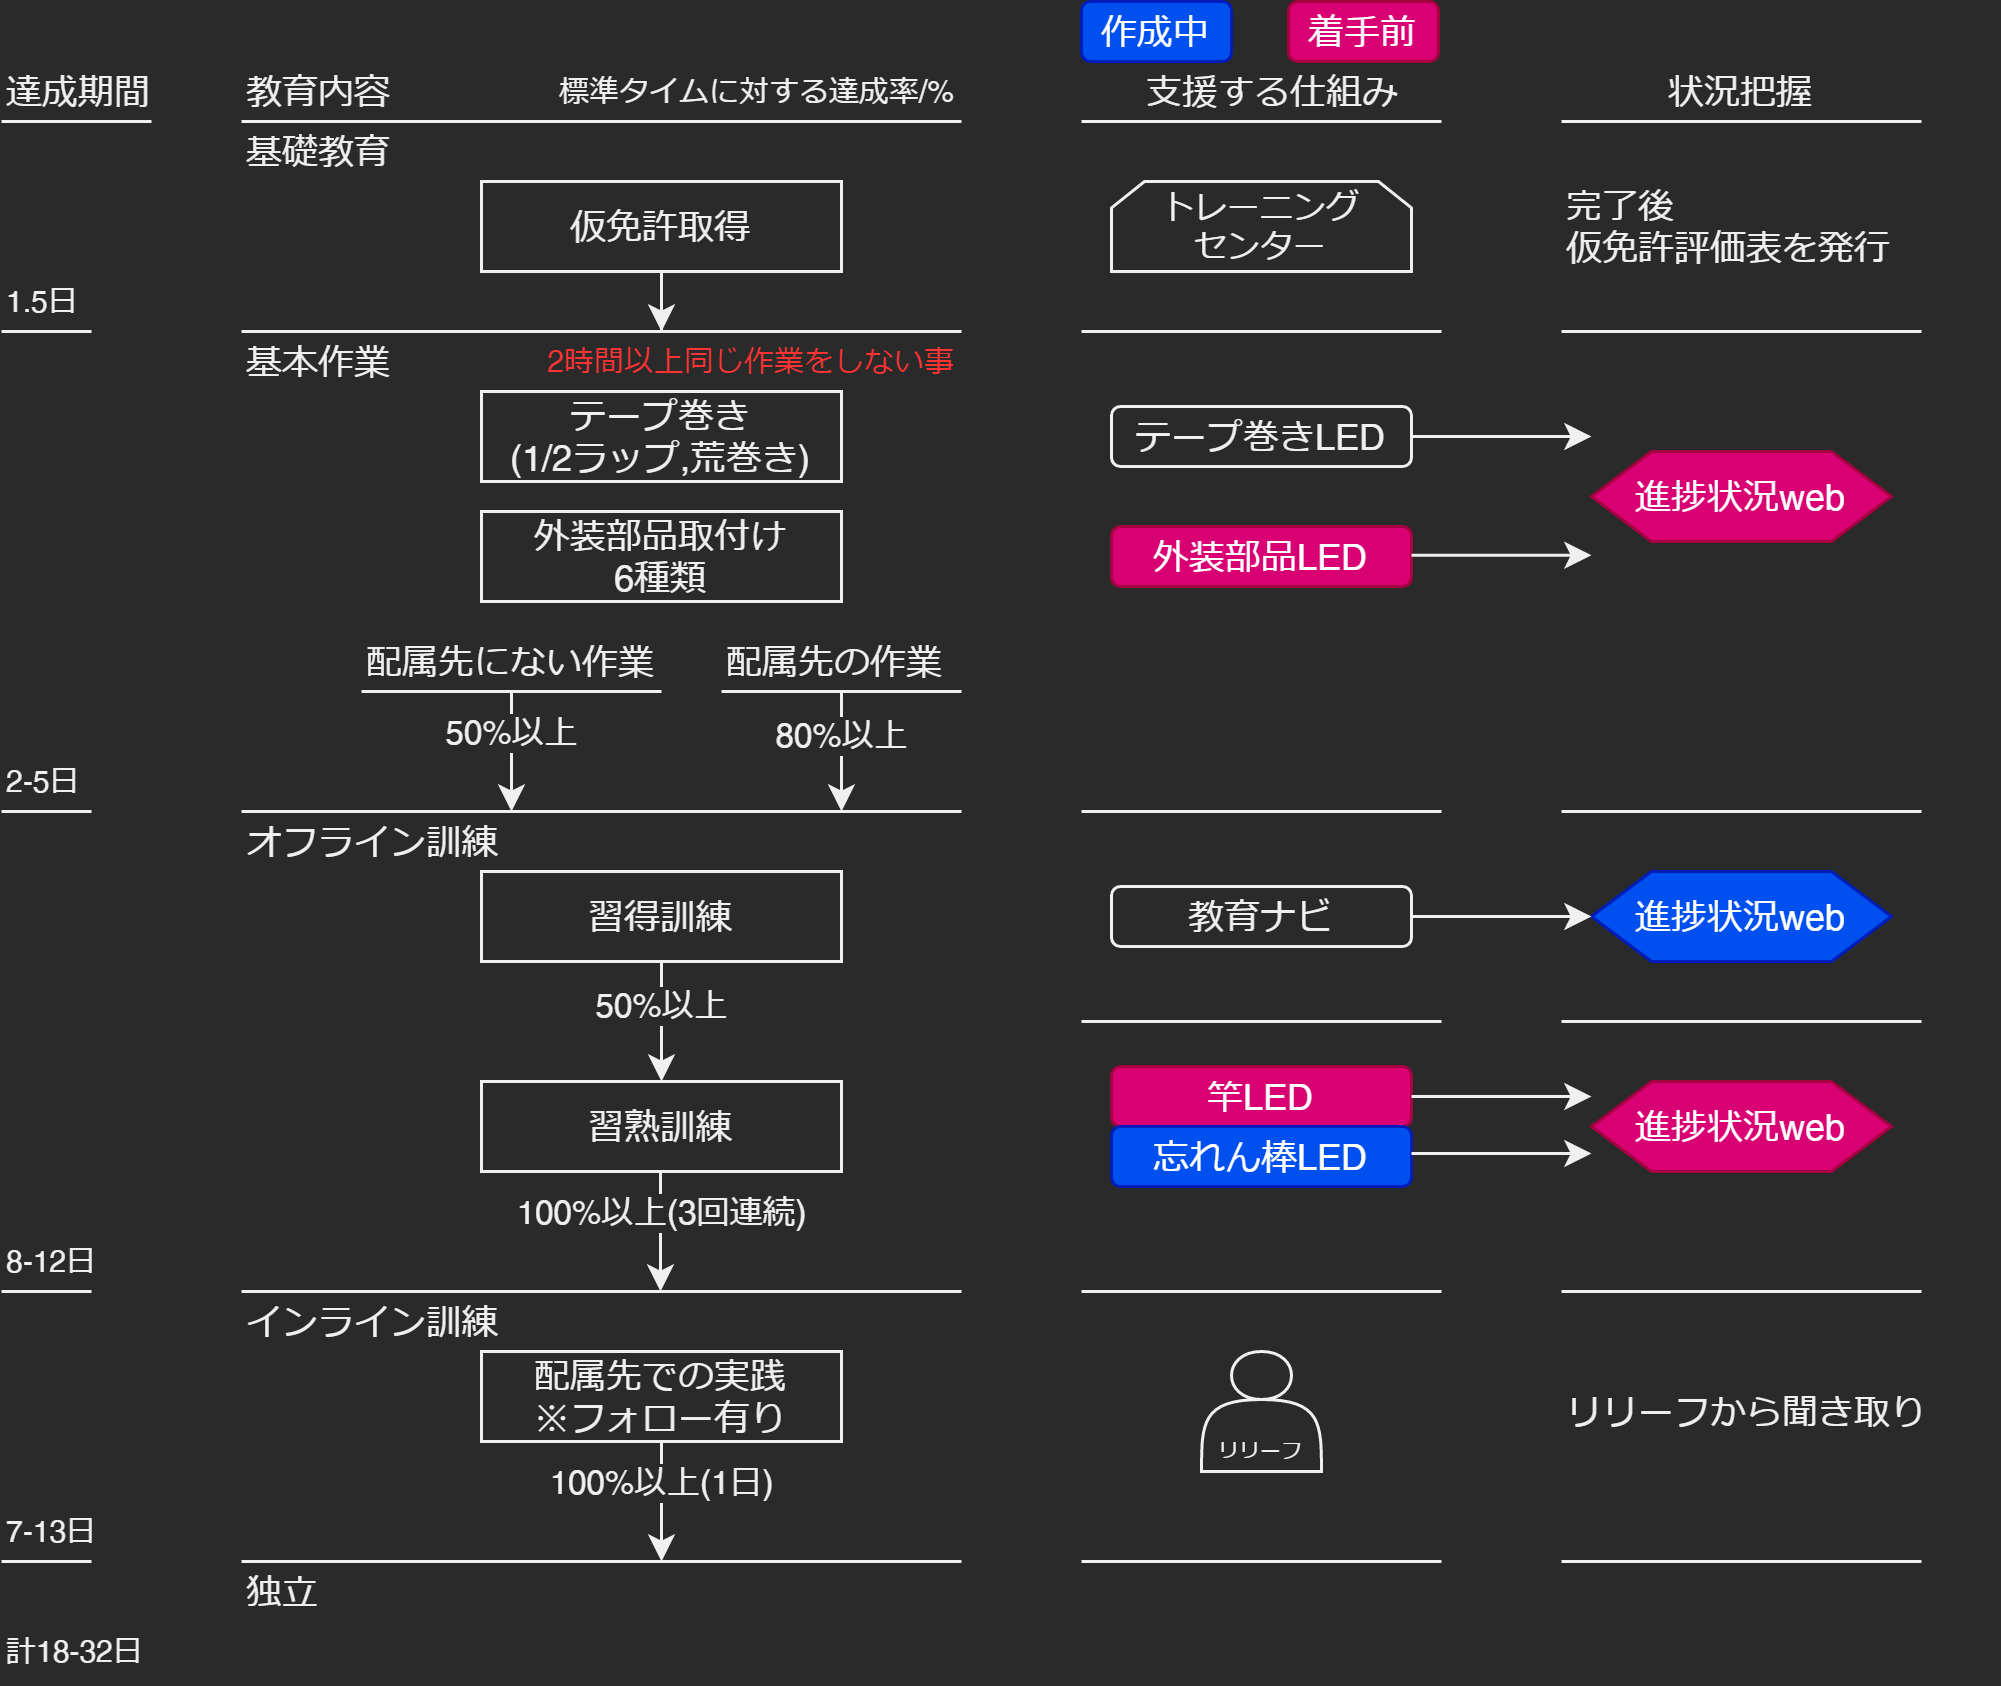 作成中
着手前
達成期間
教育内容
標準タイムに対する達成率/%
支援する仕組み
状況把握
基礎教育
仮免許取得
トレーニング
センター
完了後
仮免許評価表を発行
1.5日
基本作業
2時間以上同じ作業をしない事
テープ巻き
(1/2ラップ,荒巻き)
テープ巻きLED
進捗状況web
外装部品取付け
6種類
外装部品LED
配属先にない作業
配属先の作業
50%以上
80%以上
2-5日
オフライン訓練
習得訓練
教育ナビ
進捗状況web
50%以上
習熟訓練
竿LED
忘れん棒LED
進捗状況web
100%以上(3回連続)
8-12日
インライン訓練
配属先での実践
※フォロー有り
リリーフ
リリーフから聞き取り
100%以上(1日)
7-13日
独立
計18-32日